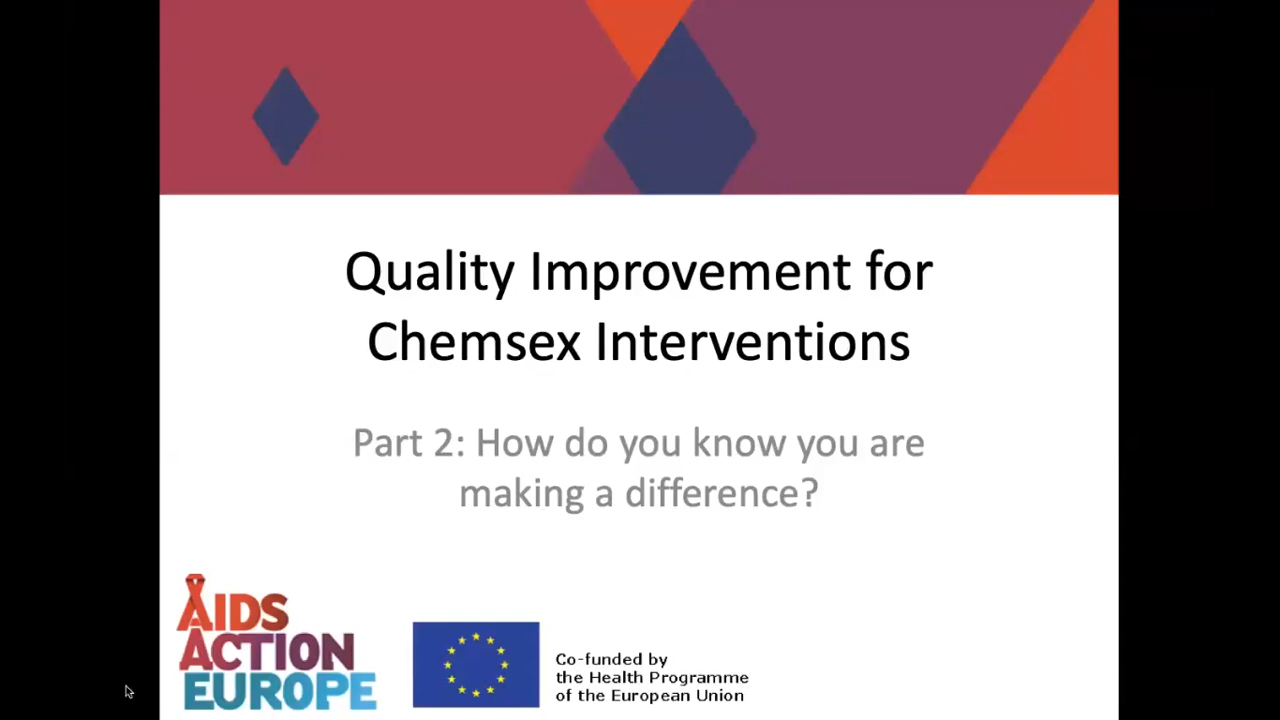 Quality Improvement for
Chemsex Interventions
Part 2: How do you know you are
making a difference?
AIDS
ACTION
EUROPE
Co-funded by
the Health Programme
of the European Union